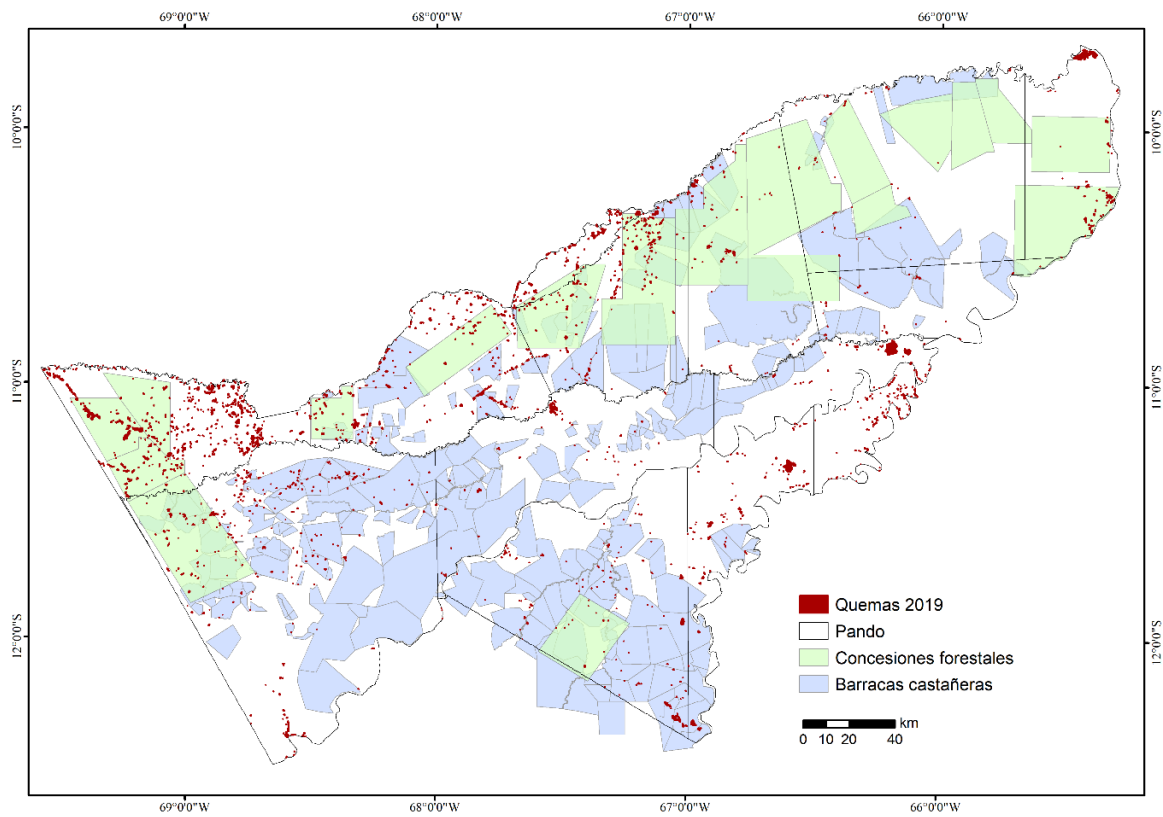 69°0'0"W 68°0'0"W 67°0'0"W 66°0'0"W
10°0'0"S 10°0'0"S
11°0'0"S 11°0'0"S
12°0'0"S 12°0'0"S
Quemas 2019
Pando
Concesiones forestales
Barracas castañeras
km
0 10 20 40
69°0'0"W 68°0'0"W 67°0'0"W 66°0'0"W